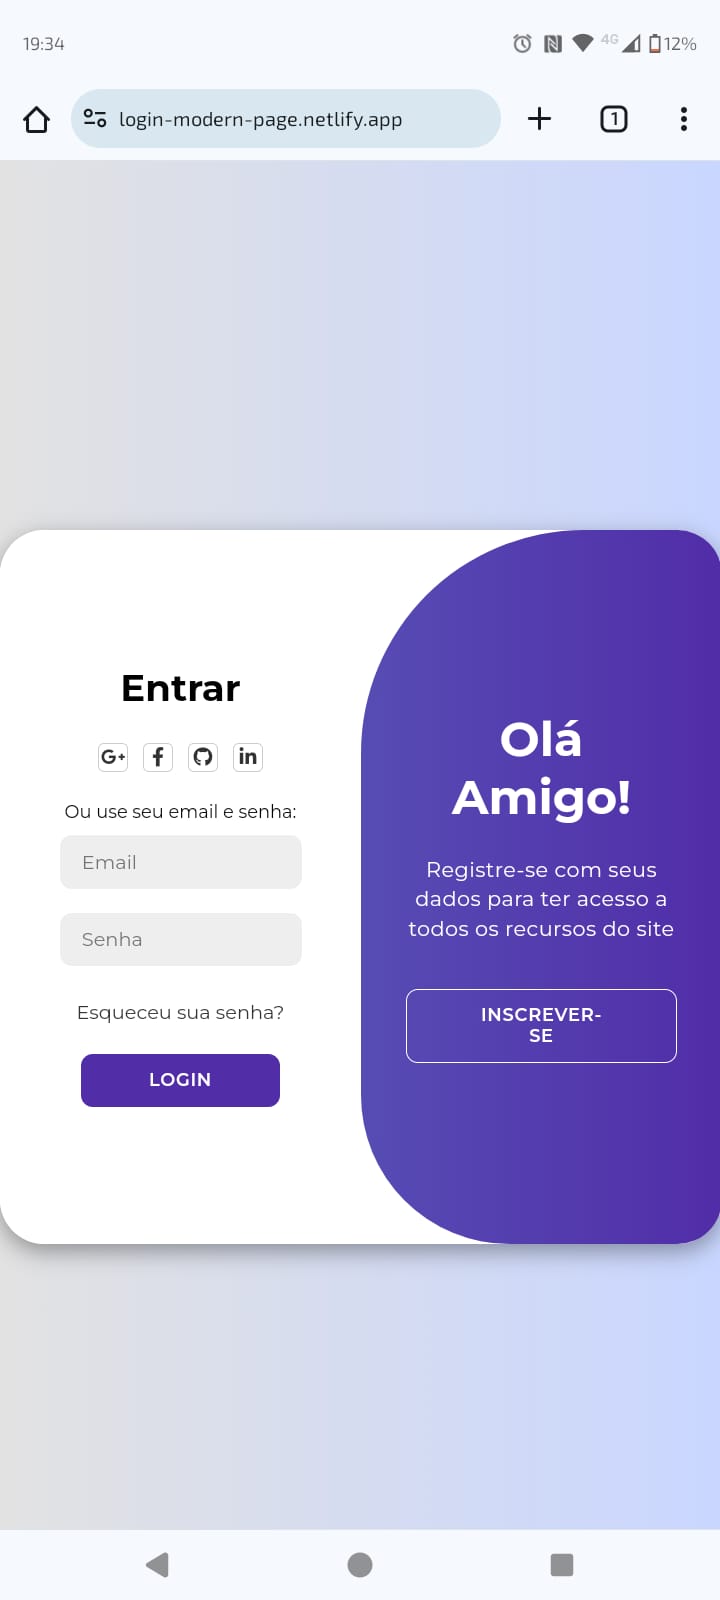 19:34
4G
12%
login-modern-page.netlify.app
1
Entrar
G+ f in
Ou use seu email e senha:
Email
Senha
Esqueceu sua senha?
LOGIN
Olá
Amigo!
Registre-se com seus
dados para ter acesso a
todos os recursos do site
INSCREVER-
SE